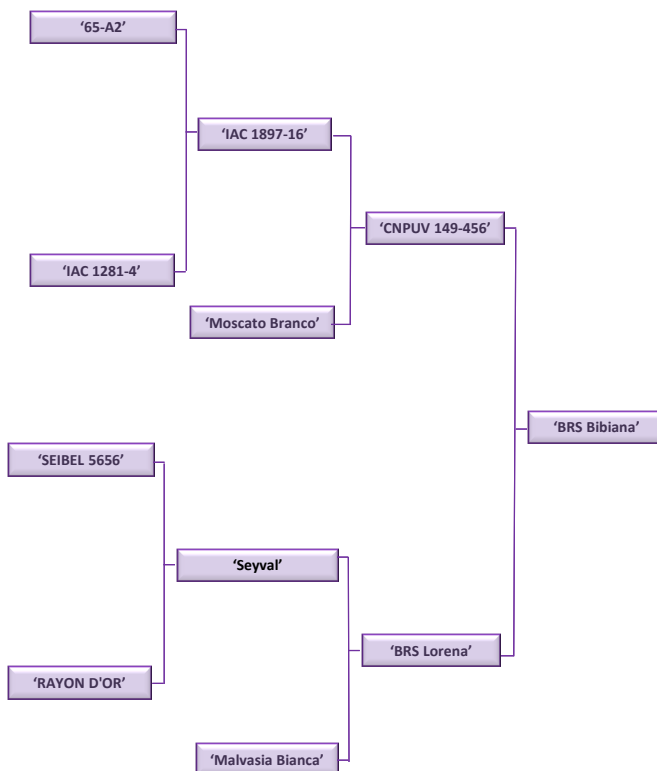 ‘65-A2’
‘IAC 1897-16’
‘CNPUV 149-456’
‘IAC 1281-4’
‘Moscato Branco’
‘BRS Bibiana’
‘SEIBEL 5656’
‘Seyval’
‘BRS Lorena’
‘RAYON D'OR’
‘Malvasia Bianca’